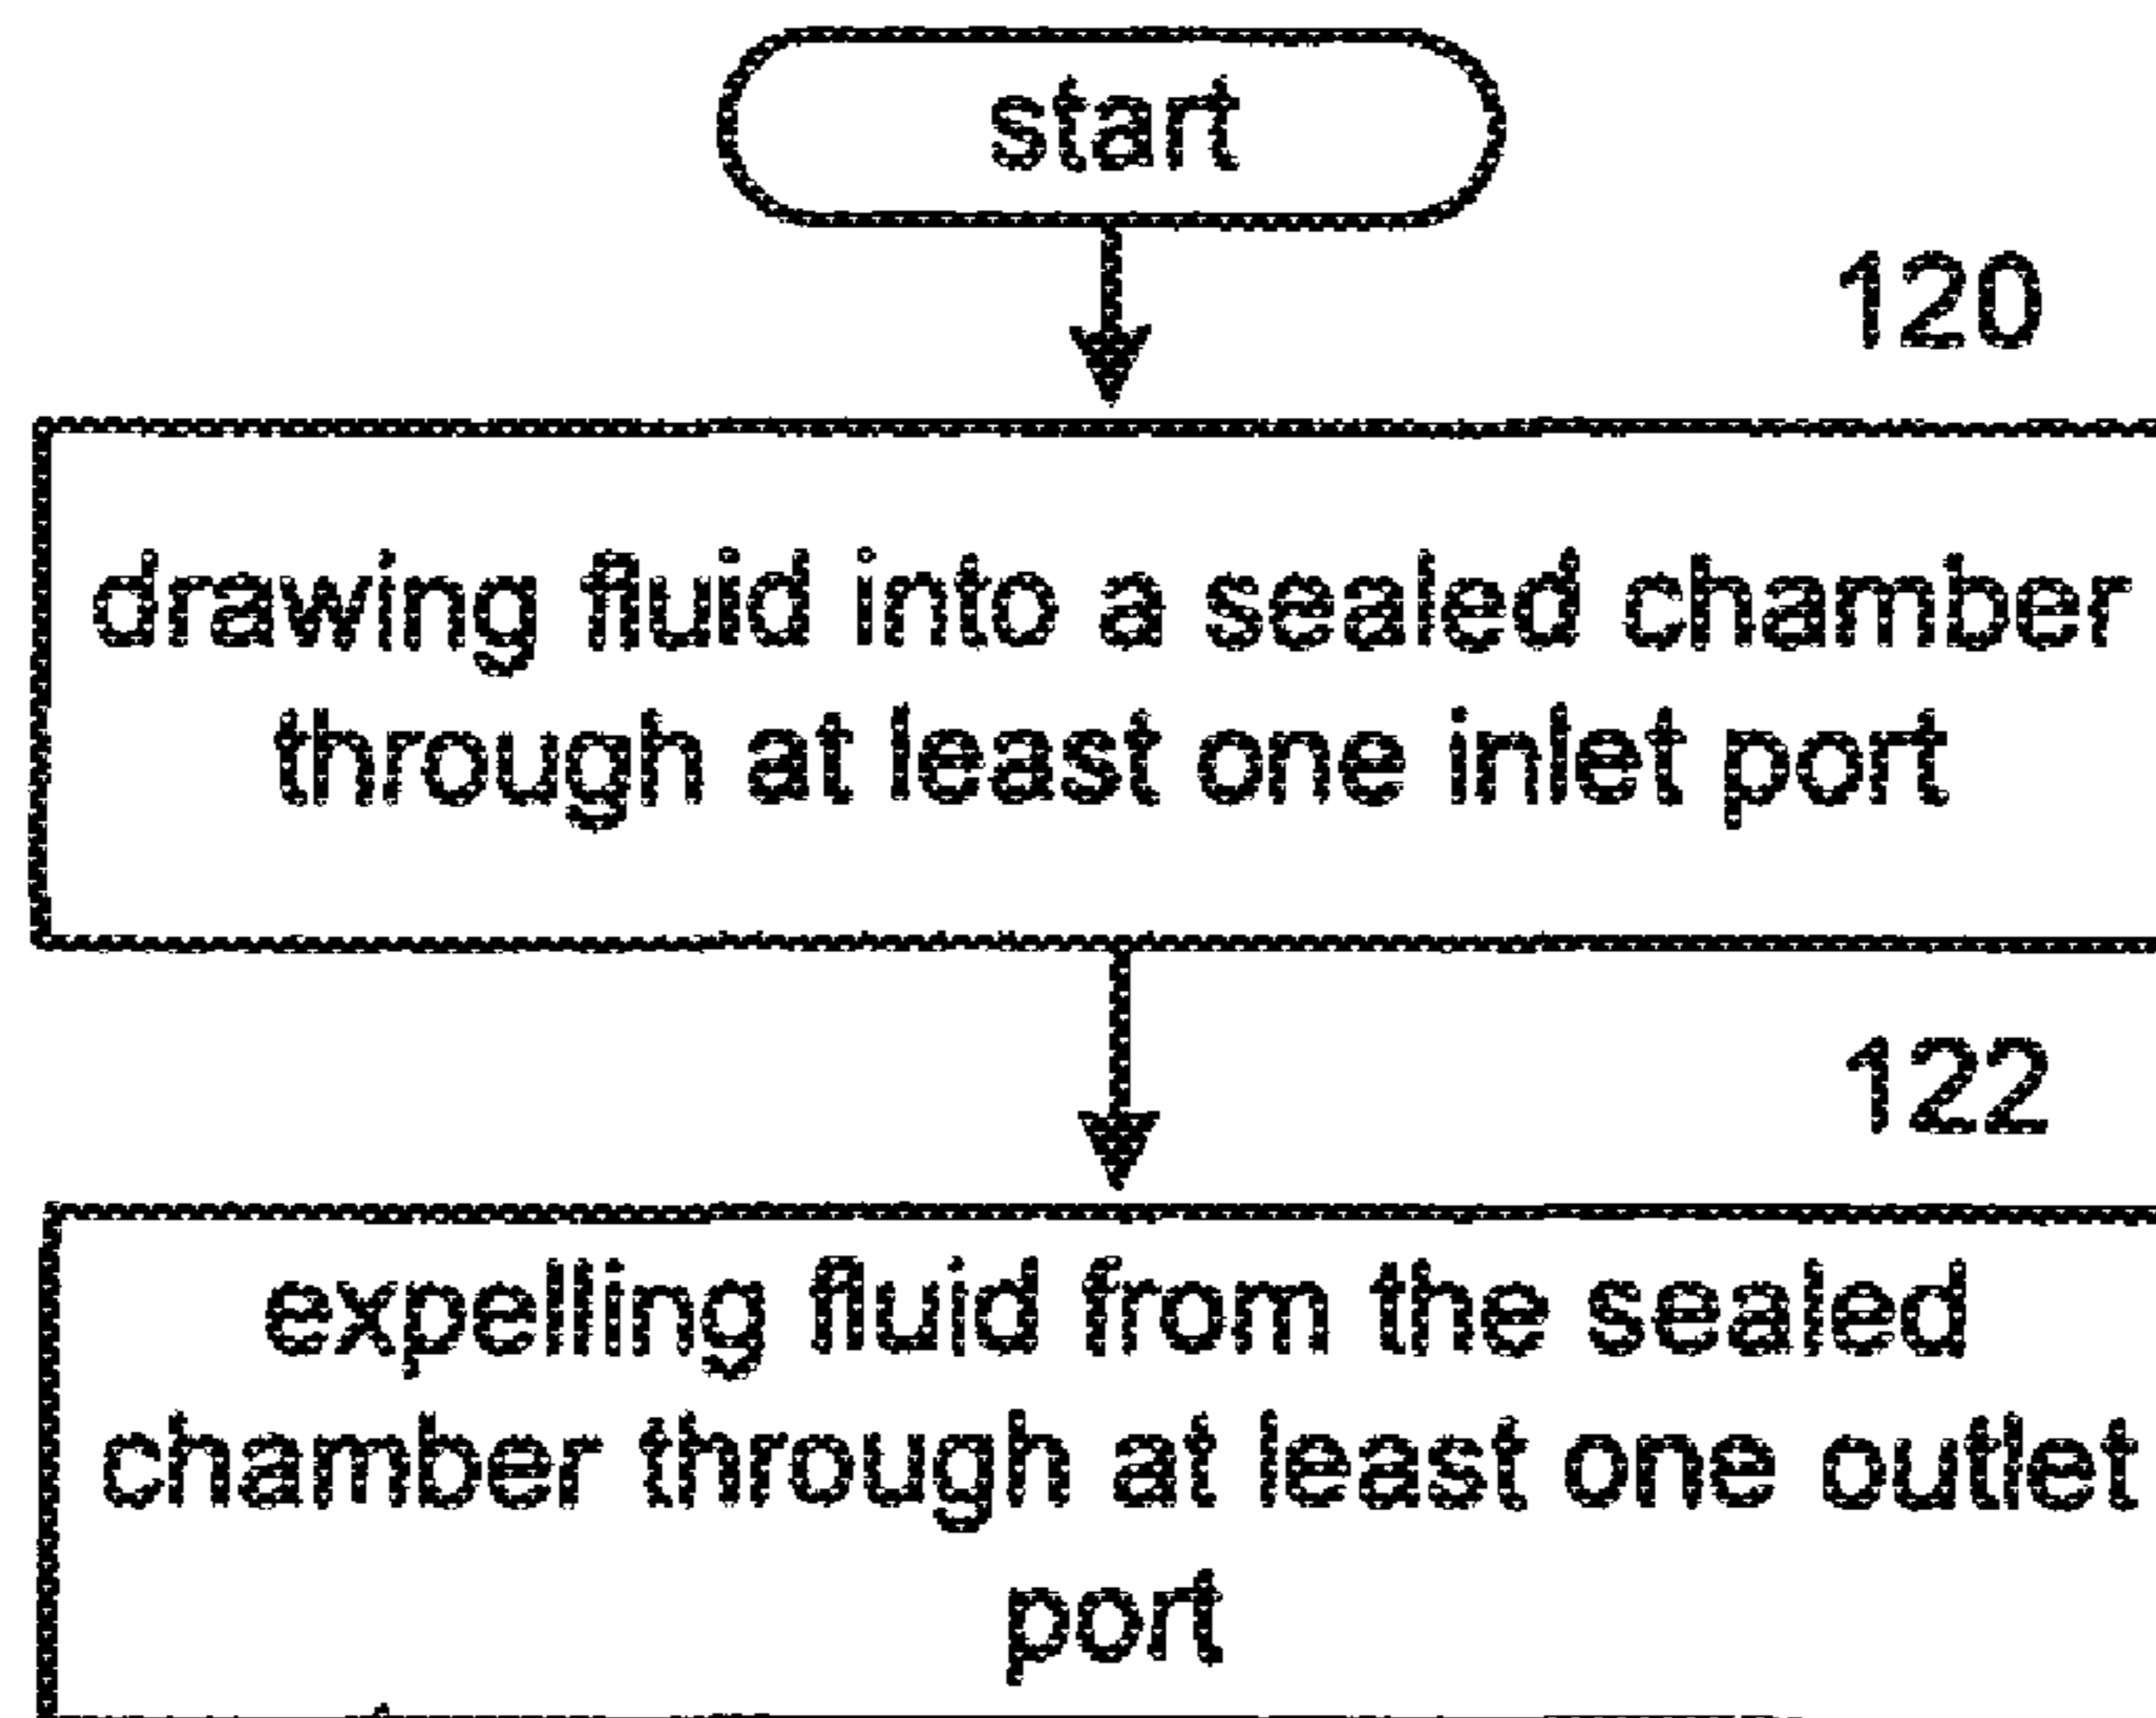 start
120
drawing fluid into a sealed chamber
through at least one inlet port
122
expelling fluid from the sealed
chamber through at least one outlet
port